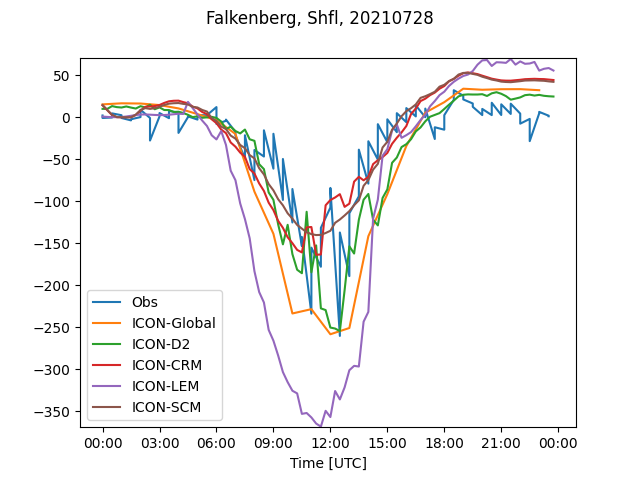 Falkenberg, Shfl, 20210728
50
0
−50
−100
−150
−200
−250
−300
−350
Obs
ICON-Global
ICON-D2
ICON-CRM
ICON-LEM
ICON-SCM
00:00 03:00 06:00 09:00 12:00 15:00 18:00 21:00 00:00
Time [UTC]